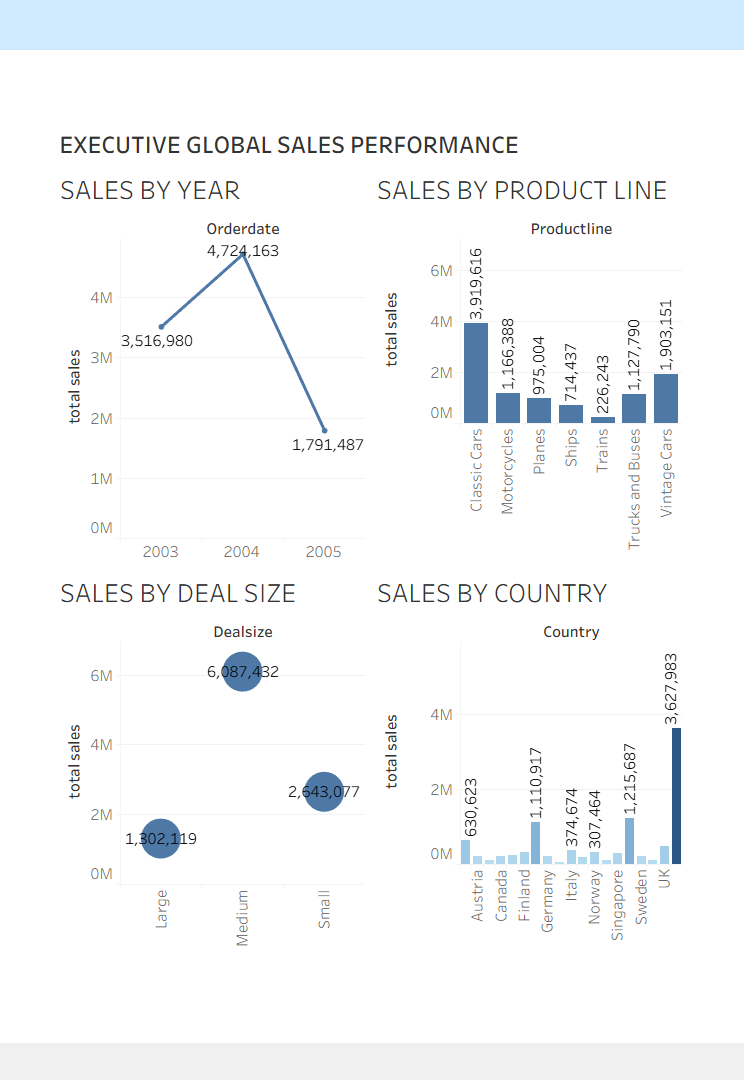 EXECUTIVE GLOBAL SALES PERFORMANCE
SALES BY YEAR
Orderdate
4,724,163
3,516,980
1,791,487
total sales
4M
3M
2M
1M
0M
2003 2004 2005
SALES BY PRODUCT LINE
Productline
total sales
6M
4M
2M
0M
3,919,616
1,166,388
975,004
714,437
226,243
1,127,790
1,903,151
Classic Cars
Motorcycles
Planes
Ships
Trains
Trucks and Buses
Vintage Cars
SALES BY DEAL SIZE
Dealsize
total sales
6M
4M
2M
0M
6,087,432
2,643,077
1,302,119
Large
Medium
Small
SALES BY COUNTRY
Country
total sales
4M
2M
0M
630,623
1,110,917
374,674
307,464
1,215,687
3,627,983
Austria
Canada
Finland
Germany
Italy
Norway
Singapore
Sweden
UK